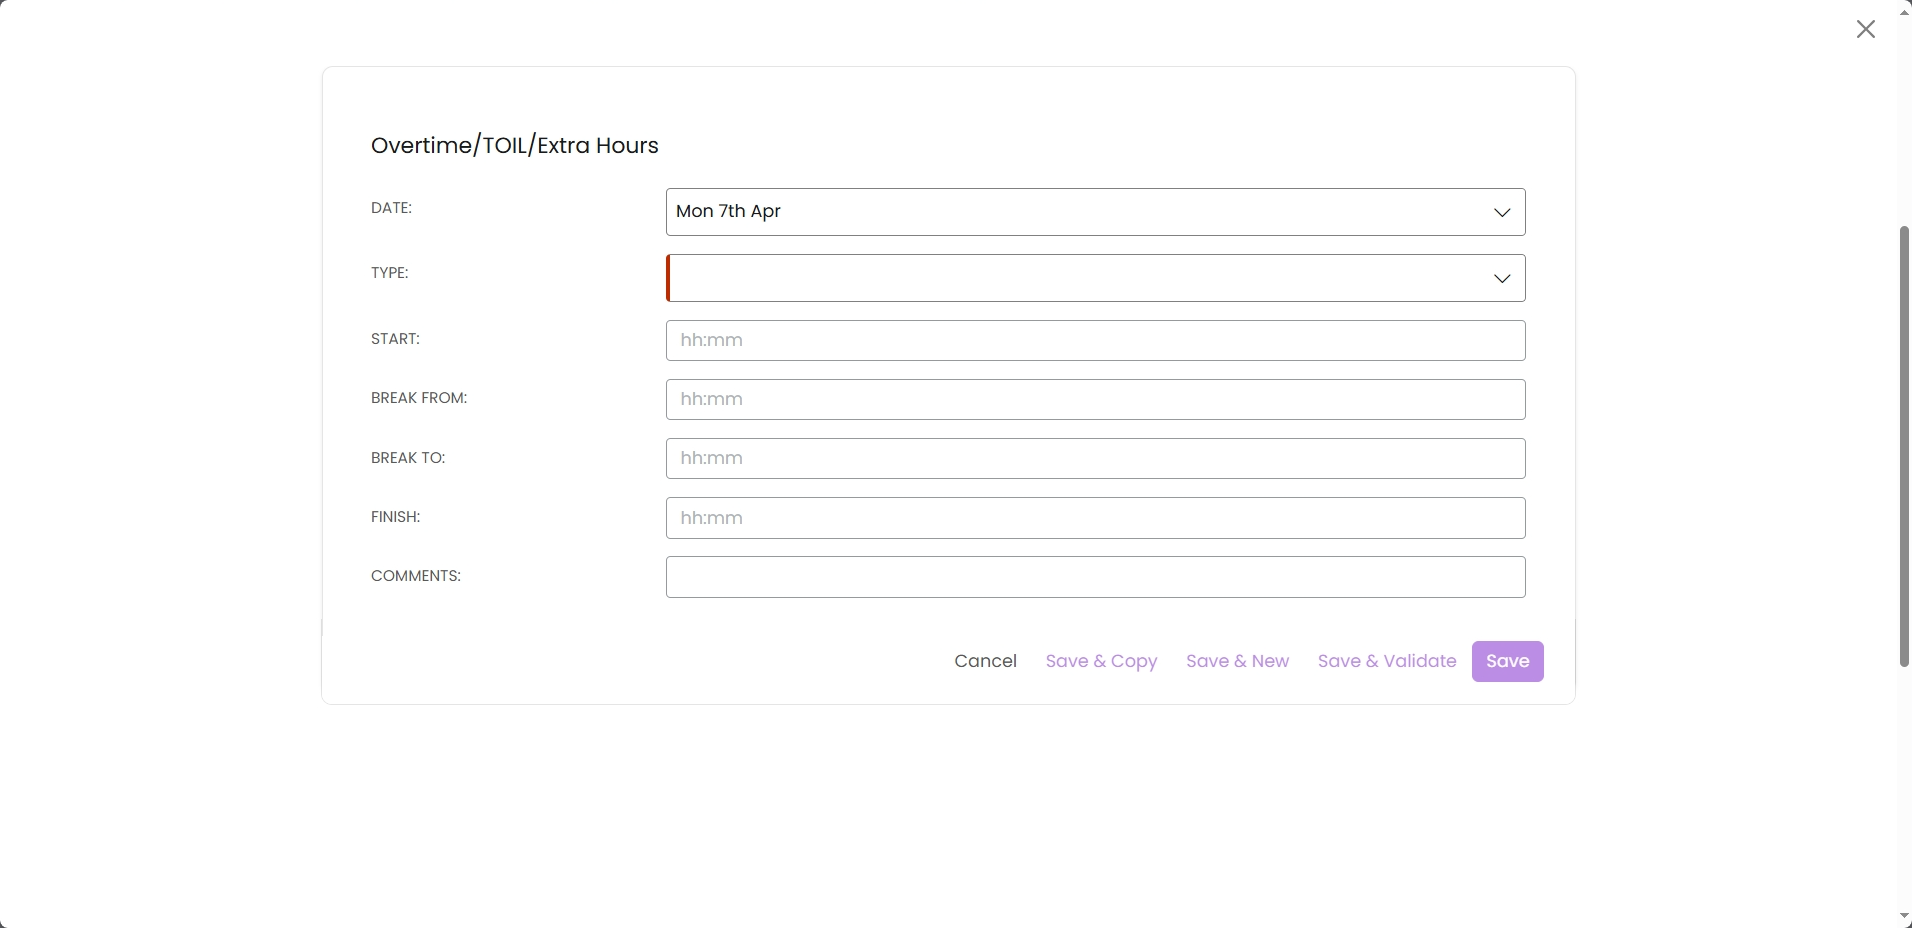 Overtime/TOIL/Extra Hours
DATE:
Mon 7th Apr
TYPE:
START:
hh:mm
BREAK FROM:
hh:mm
BREAK TO:
hh:mm
FINISH:
hh:mm
COMMENTS:
Cancel Save & Copy Save & New Save & Validate Save